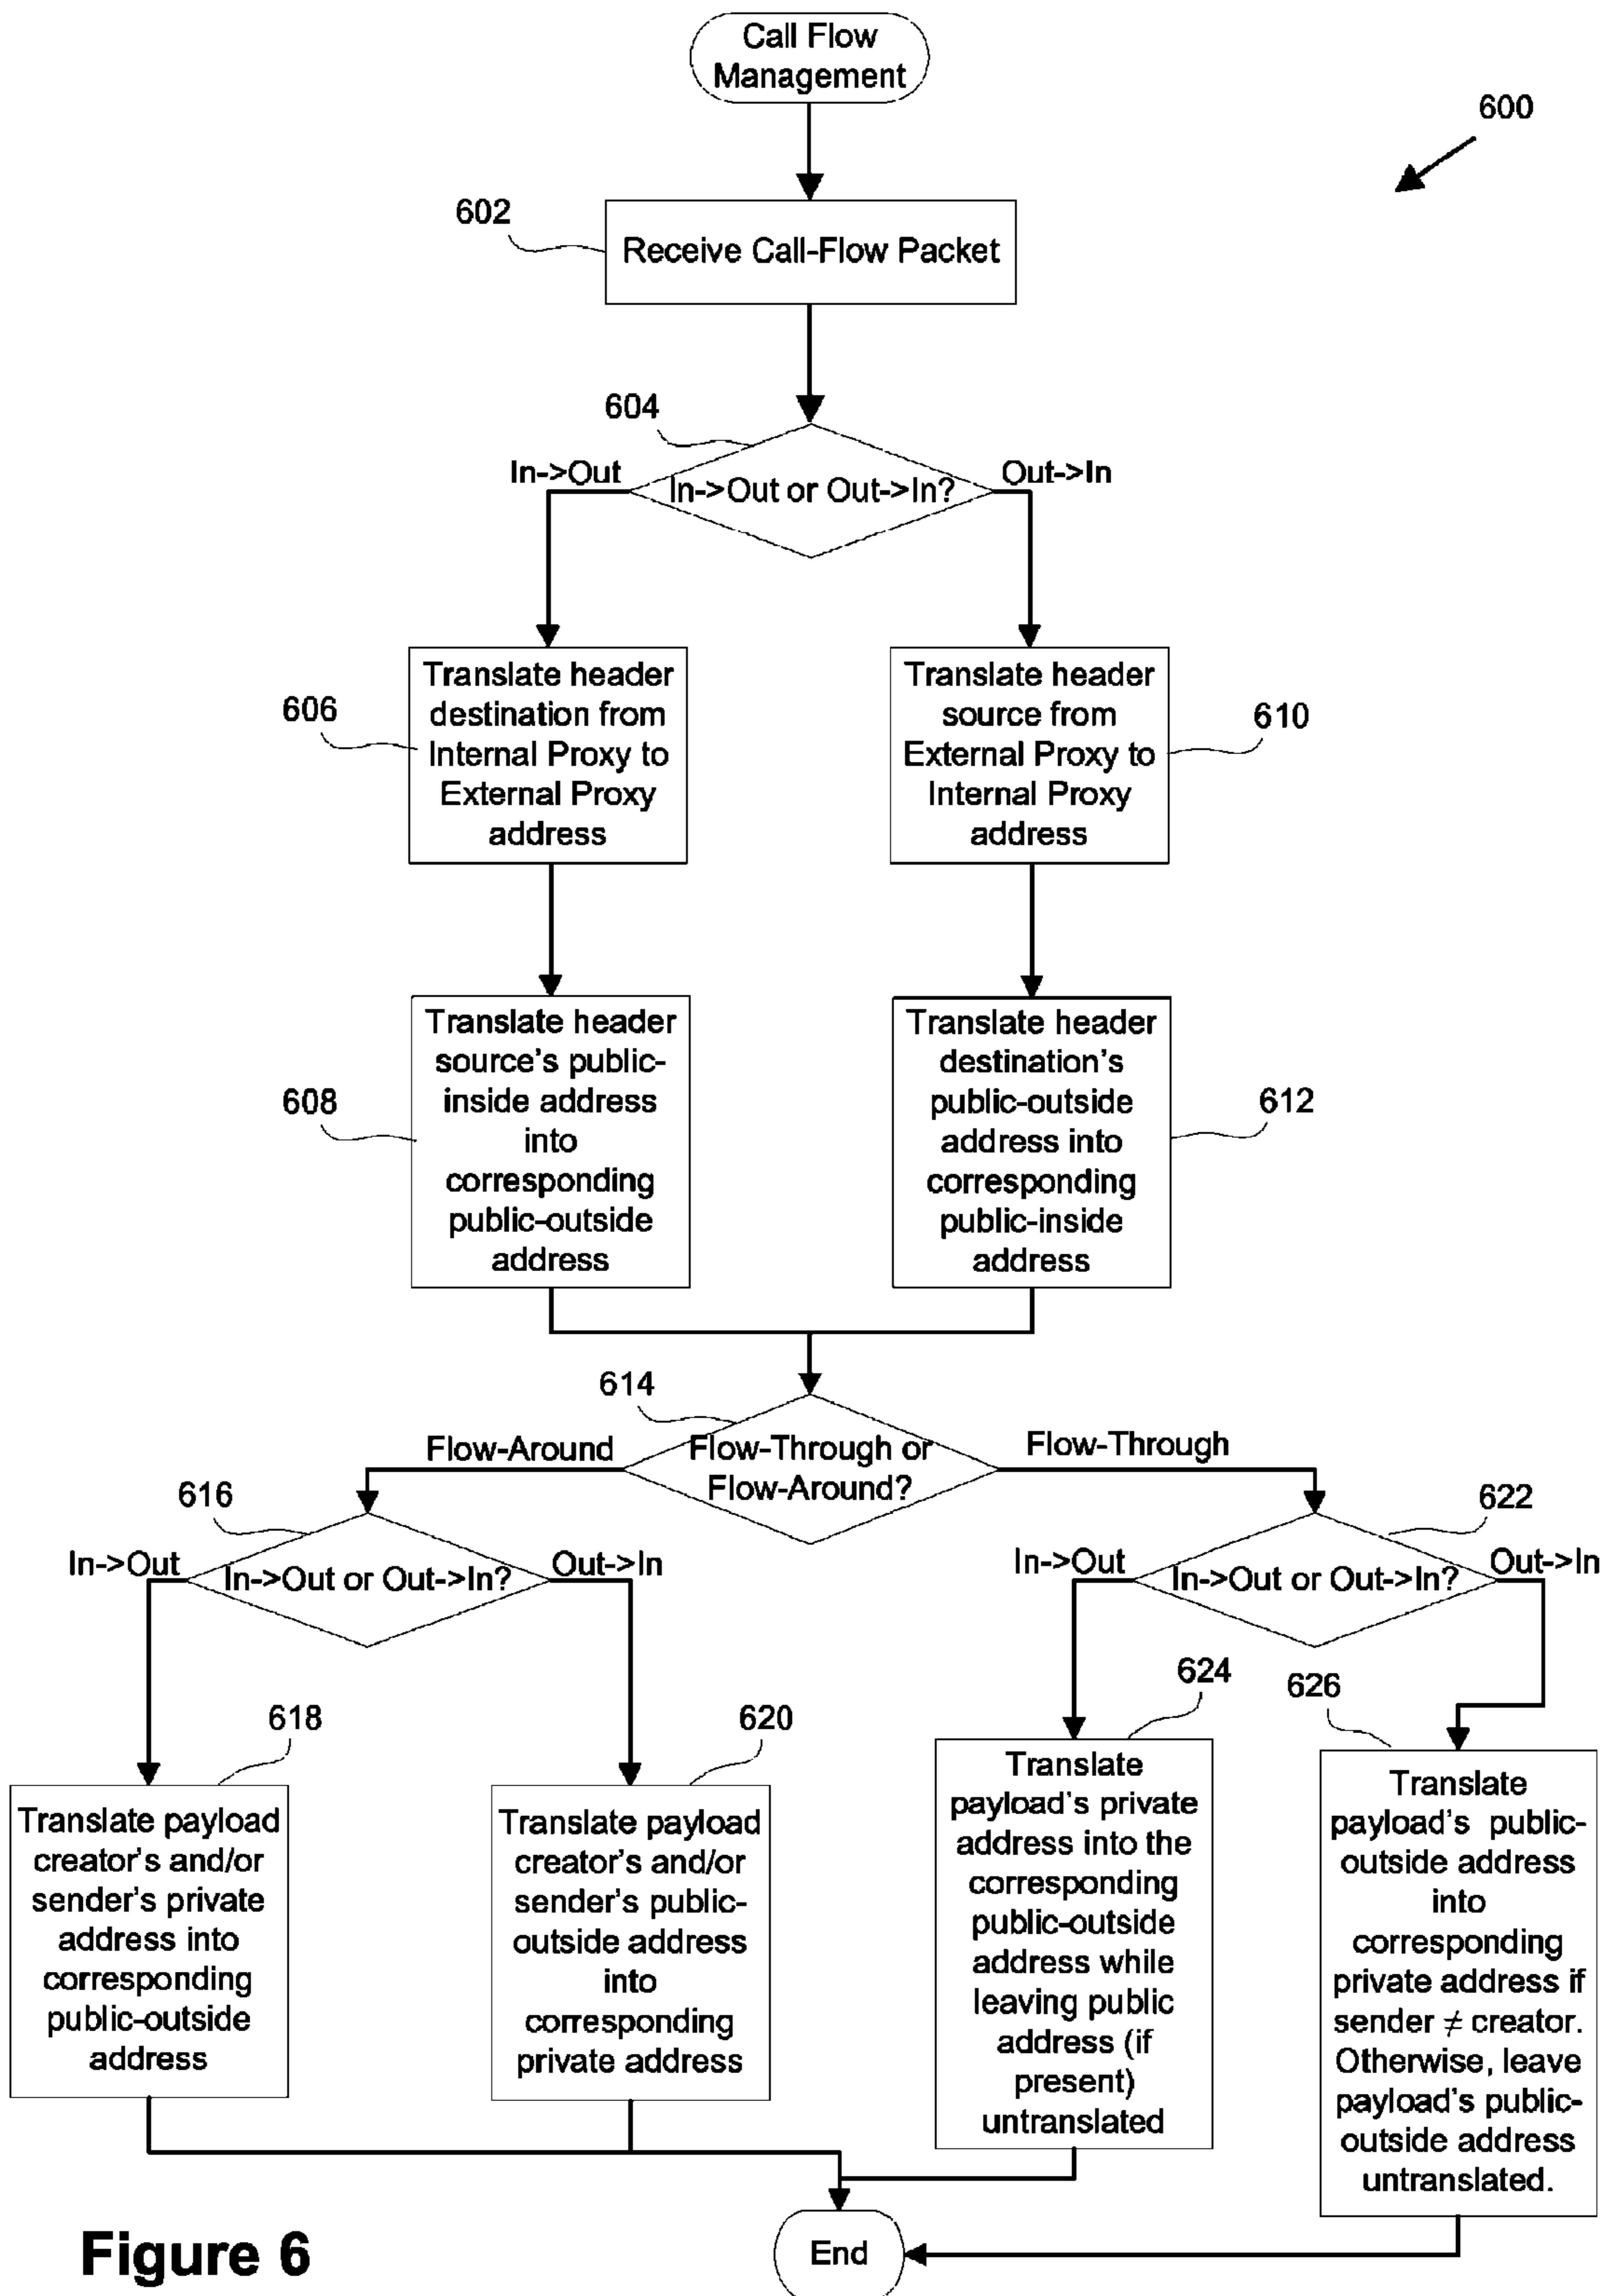 Call Flow
Management
600
602
Receive Call-Flow Packet
604
In->Out
In->Out or Out->In?
Out->In
606
Translate header
destination from
Internal Proxy to
External Proxy
address
Translate header
source from
External Proxy to
Internal Proxy
address
610
608
Translate header
source's public-
inside address
into
corresponding
public-outside
address
Translate header
destination's
public-outside
address into
corresponding
public-inside
address
612
614
Flow-Around
Flow-Through or
Flow-Around?
Flow-Through
616
In->Out
In->Out or Out->In?
Out->In
622
In->Out
In->Out or Out->In?
Out->In
618
Translate payload
creator's and/or
sender's private
address into
corresponding
public-outside
address
620
Translate payload
creator's and/or
sender's public-
outside address
into
corresponding
private address
624
Translate
payload's private
address into the
corresponding
public-outside
address while
leaving public
address (if
present)
untranslated
626
Translate
payload's public-
outside address
into
corresponding
private address if
sender ≠ creator.
Otherwise, leave
payload's public-
outside address
untranslated.
End
Figure 6